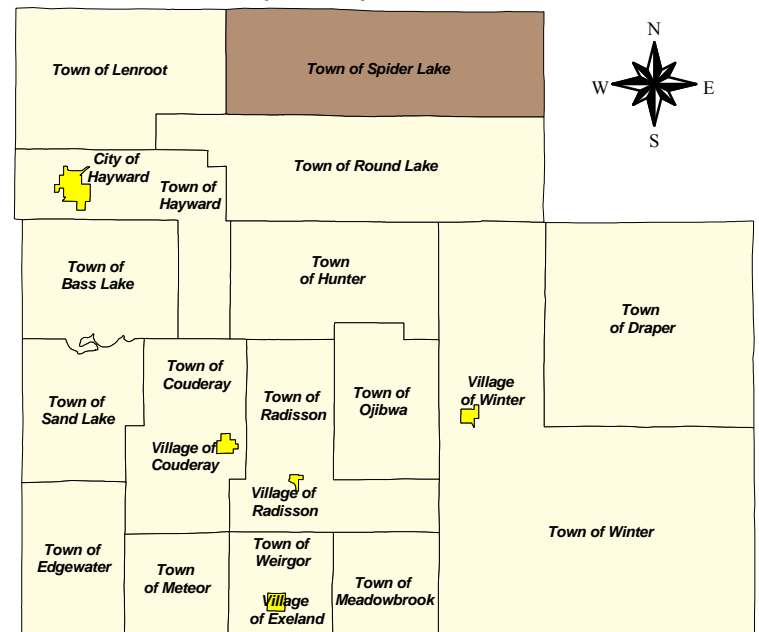 N
Town of Lenroot
Town of Spider Lake
W
E
S
City of
Hayward
Town of
Hayward
Town of Round Lake
Town of
Bass Lake
Town
of Hunter
Town
of Draper
Town of
Sand Lake
Town of
Couderay
Village of
Couderay
Town of
Radisson
Town of
Ojibwa
Village
of Winter
Village of
Radisson
Town of Winter
Town of
Edgewater
Town
of Meteor
Town of
Weirgor
Village
of Exeland
Town of
Meadowbrook